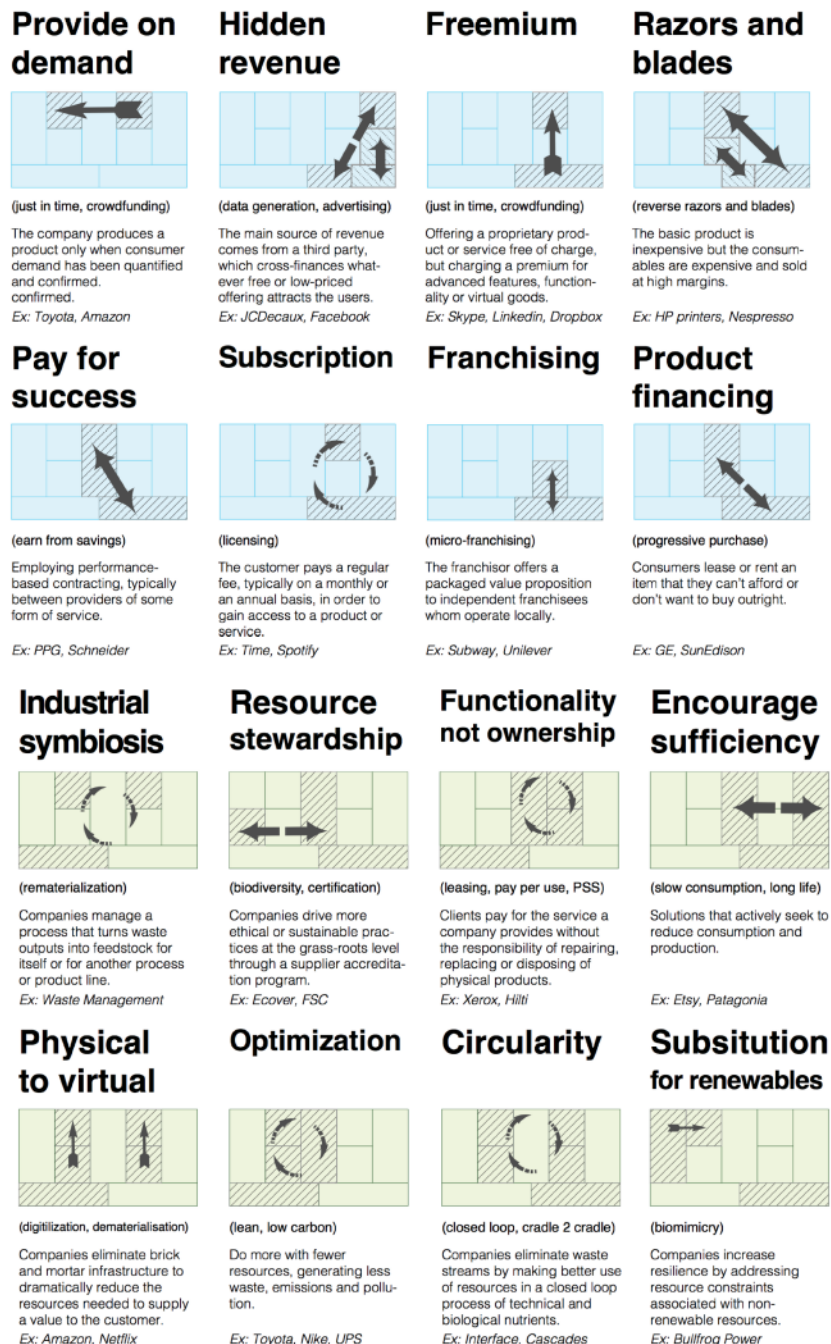 Provide on
demand
(just in time, crowdfunding)
The company produces a
product only when consumer
demand has been quantified
and confirmed.
confirmed.
Ex: Toyota, Amazon
Hidden
revenue
(data generation, advertising)
The main source of revenue
comes from a third party,
which cross-finances what-
ever free or low-priced
offering attracts the users.
Ex: JCDecaux, Facebook
Freemium
(just in time, crowdfunding)
Offering a proprietary prod-
uct or service free of charge,
but charging a premium for
advanced features, function-
ality or virtual goods.
Ex: Skype, Linkedin, Dropbox
Razors and
blades
(reverse razors and blades)
The basic product is
inexpensive but the consum-
ables are expensive and sold
at high margins.
Ex: HP printers, Nespresso
Pay for
success
(earn from savings)
Employing performance-
based contracting, typically
between providers of some
form of service.
Ex: PPG, Schneider
Subscription
(licensing)
The customer pays a regular
fee, typically on a monthly or
an annual basis, in order to
gain access to a product or
service.
Ex: Time, Spotify
Franchising
(micro-franchising)
The franchisor offers a
packaged value proposition
to independent franchisees
whom operate locally.
Ex: Subway, Unilever
Product
financing
(progressive purchase)
Consumers lease or rent an
item that they can't afford or
don't want to buy outright.
Ex: GE, SunEdison
Industrial
symbiosis
(rematerialization)
Companies manage a
process that turns waste
outputs into feedstock for
itself or for another process
or product line.
Ex: Waste Management
Resource
stewardship
(biodiversity, certification)
Companies drive more
ethical or sustainable prac-
tices at the grass-roots level
through a supplier accredita-
tion program.
Ex: Ecover, FSC
Functionality
not ownership
(leasing, pay per use, PSS)
Clients pay for the service a
company provides without
the responsibility of repairing,
replacing or disposing of
physical products.
Ex: Xerox, Hilti
Encourage
sufficiency
(slow consumption, long life)
Solutions that actively seek to
reduce consumption and
production.
Ex: Etsy, Patagonia
Physical
to virtual
(digitilization, dematerialisation)
Companies eliminate brick
and mortar infrastructure to
dramatically reduce the
resources needed to supply
a value to the customer.
Ex: Amazon, Netflix
Optimization
(lean, low carbon)
Do more with fewer
resources, generating less
waste, emissions and pollu-
tion.
Ex: Toyota, Nike, UPS
Circularity
(closed loop, cradle 2 cradle)
Companies eliminate waste
streams by making better use
of resources in a closed loop
process of technical and
biological nutrients.
Ex: Interface, Cascades
Subsitution
for renewables
(biomimicry)
Companies increase
resilience by addressing
resource constraints
associated with non-
renewable resources.
Ex: Bullfrog Power